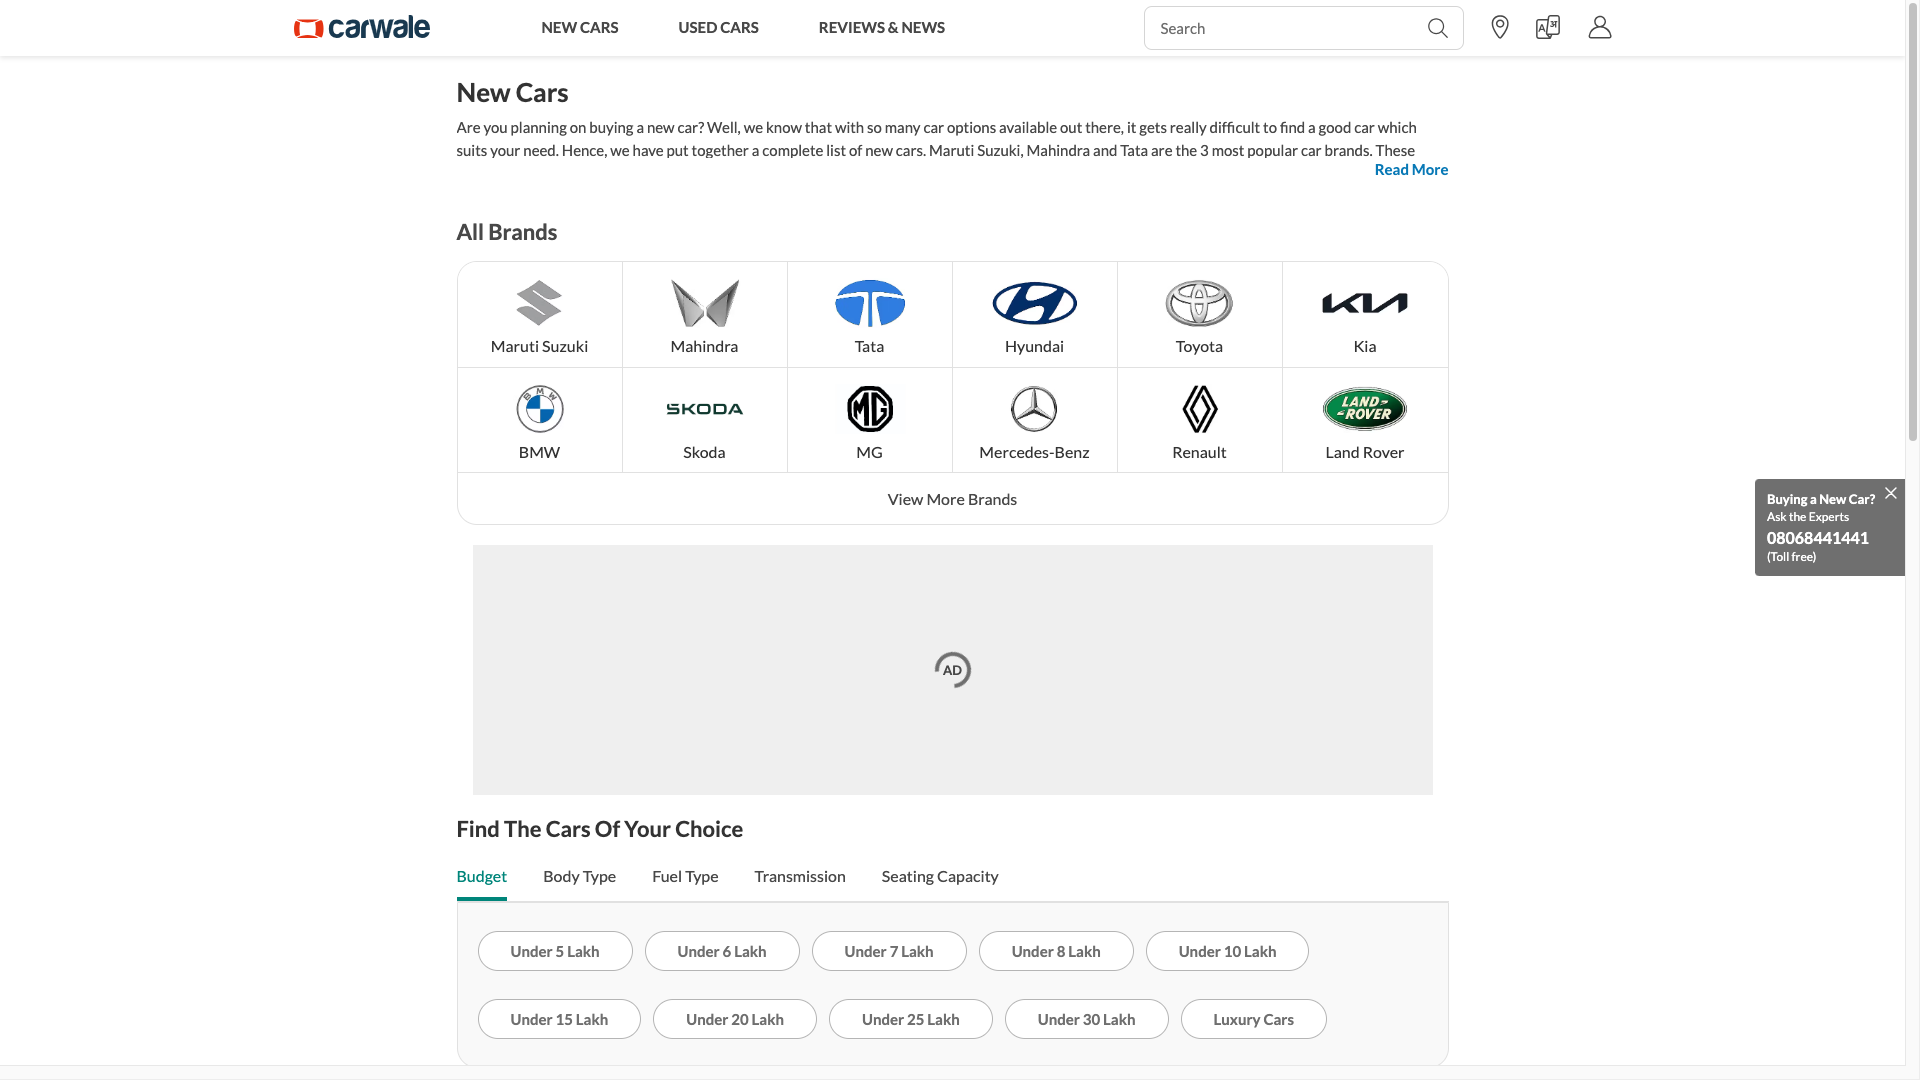 carwale
NEW CARS
USED CARS
REVIEWS & NEWS
Search
New Cars
Are you planning on buying a new car? Well, we know that with so many car options available out there, it gets really difficult to find a good car which
suits your need. Hence, we have put together a complete list of new cars. Maruti Suzuki, Mahindra and Tata are the 3 most popular car brands. These
Read More
All Brands
Maruti Suzuki
Mahindra
Tata
Hyundai
Toyota
KIA
Kia
BMW
BMW
SKODA
Skoda
MG
MG
Mercedes-Benz
Renault
LAND-
-ROVER
Land Rover
View More Brands
Buying a New Car?
Ask the Experts
08068441441
(Toll free)
AD
Find The Cars Of Your Choice
Budget
Body Type
Fuel Type
Transmission
Seating Capacity
Under 5 Lakh
Under 6 Lakh
Under 7 Lakh
Under 8 Lakh
Under 10 Lakh
Under 15 Lakh
Under 20 Lakh
Under 25 Lakh
Under 30 Lakh
Luxury Cars